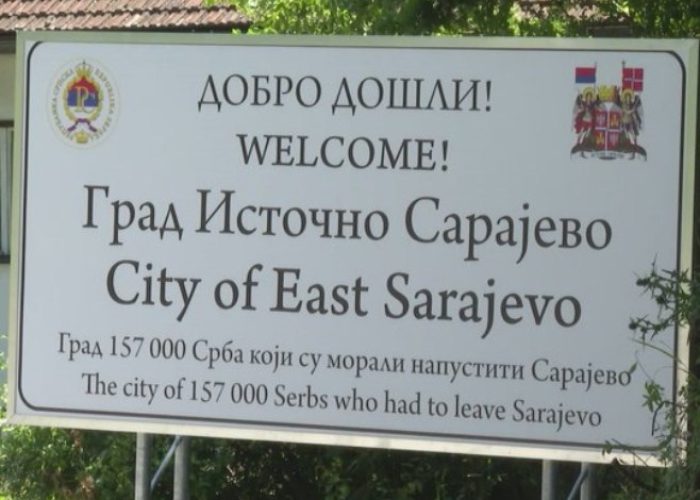 ДОБРО ДОШЛИ!
WELCOME!
Град Источно Сарајево
City of East Sarajevo
Град 157 000 Срба који су морали напустити Сарајево
The city of 157 000 Serbs who had to leave Sarajevo